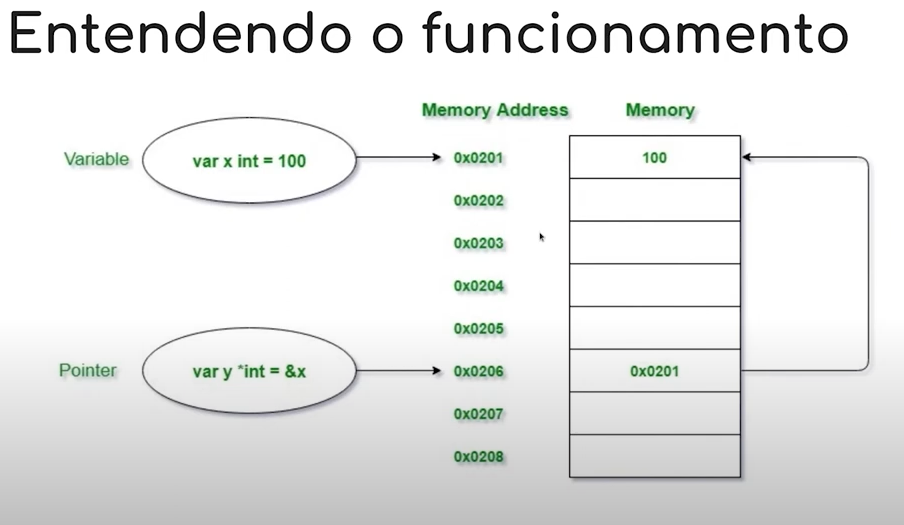 Entendendo o funcionamento
Memory Address Memory
Variable var x int = 100 0x0201 100
0x0202
0x0203
0x0204
0x0205
Pointer var y *int = &x 0x0206 0x0201
0x0207
0x0208